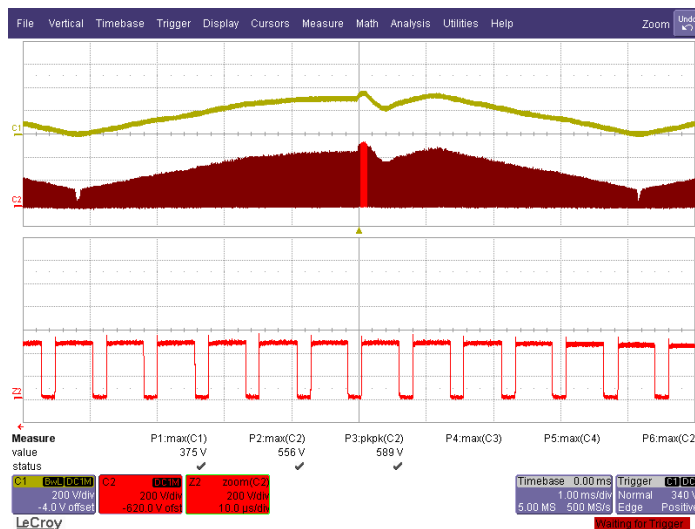 File Vertical Timebase Trigger Display Cursors Measure Math Analysis Utilities Help Zoom Undo
C1
C2
Z2
Measure P1:max(C1) P2:max(C2) P3:pkpk(C2) P4:max(C3) P5:max(C4) P6:max(C2
value 375 V 556 V 589 V
status
C1 BwL DC1M C2 DC1M Z2 zoom(C2) Timebase 0.00 ms Trigger C1 DC
200 V/div 200 V/div 200 V/div 1.00 ms/div Normal 340 V
-4.0 V offset -820.0 V ofst 10.0 µs/div 5.00 MS 500 MS/s Edge Positive
LeCroy Waiting for Trigger